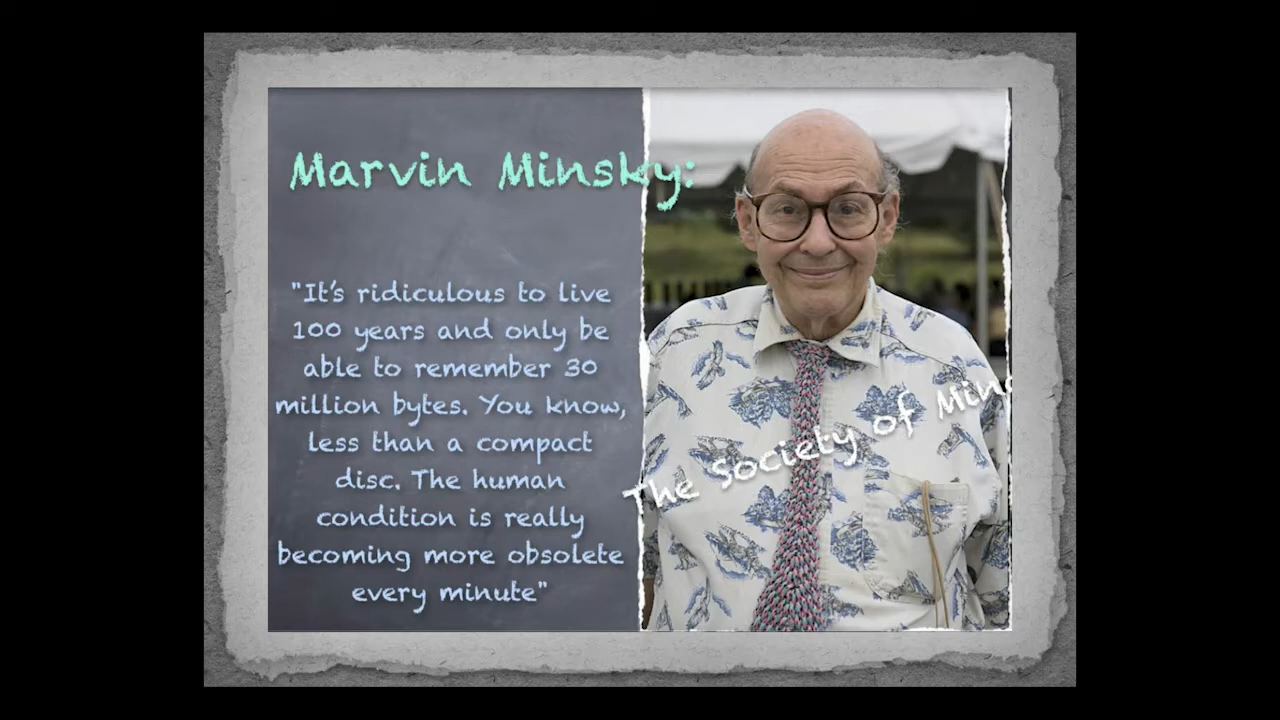 Marvin Minsky:
"It's ridiculous to live
100 years and only be
able to remember 30
million bytes. You know,
less than a compact
disc. The human
condition is really
becoming more obsolete
every minute"
The Society of Mind